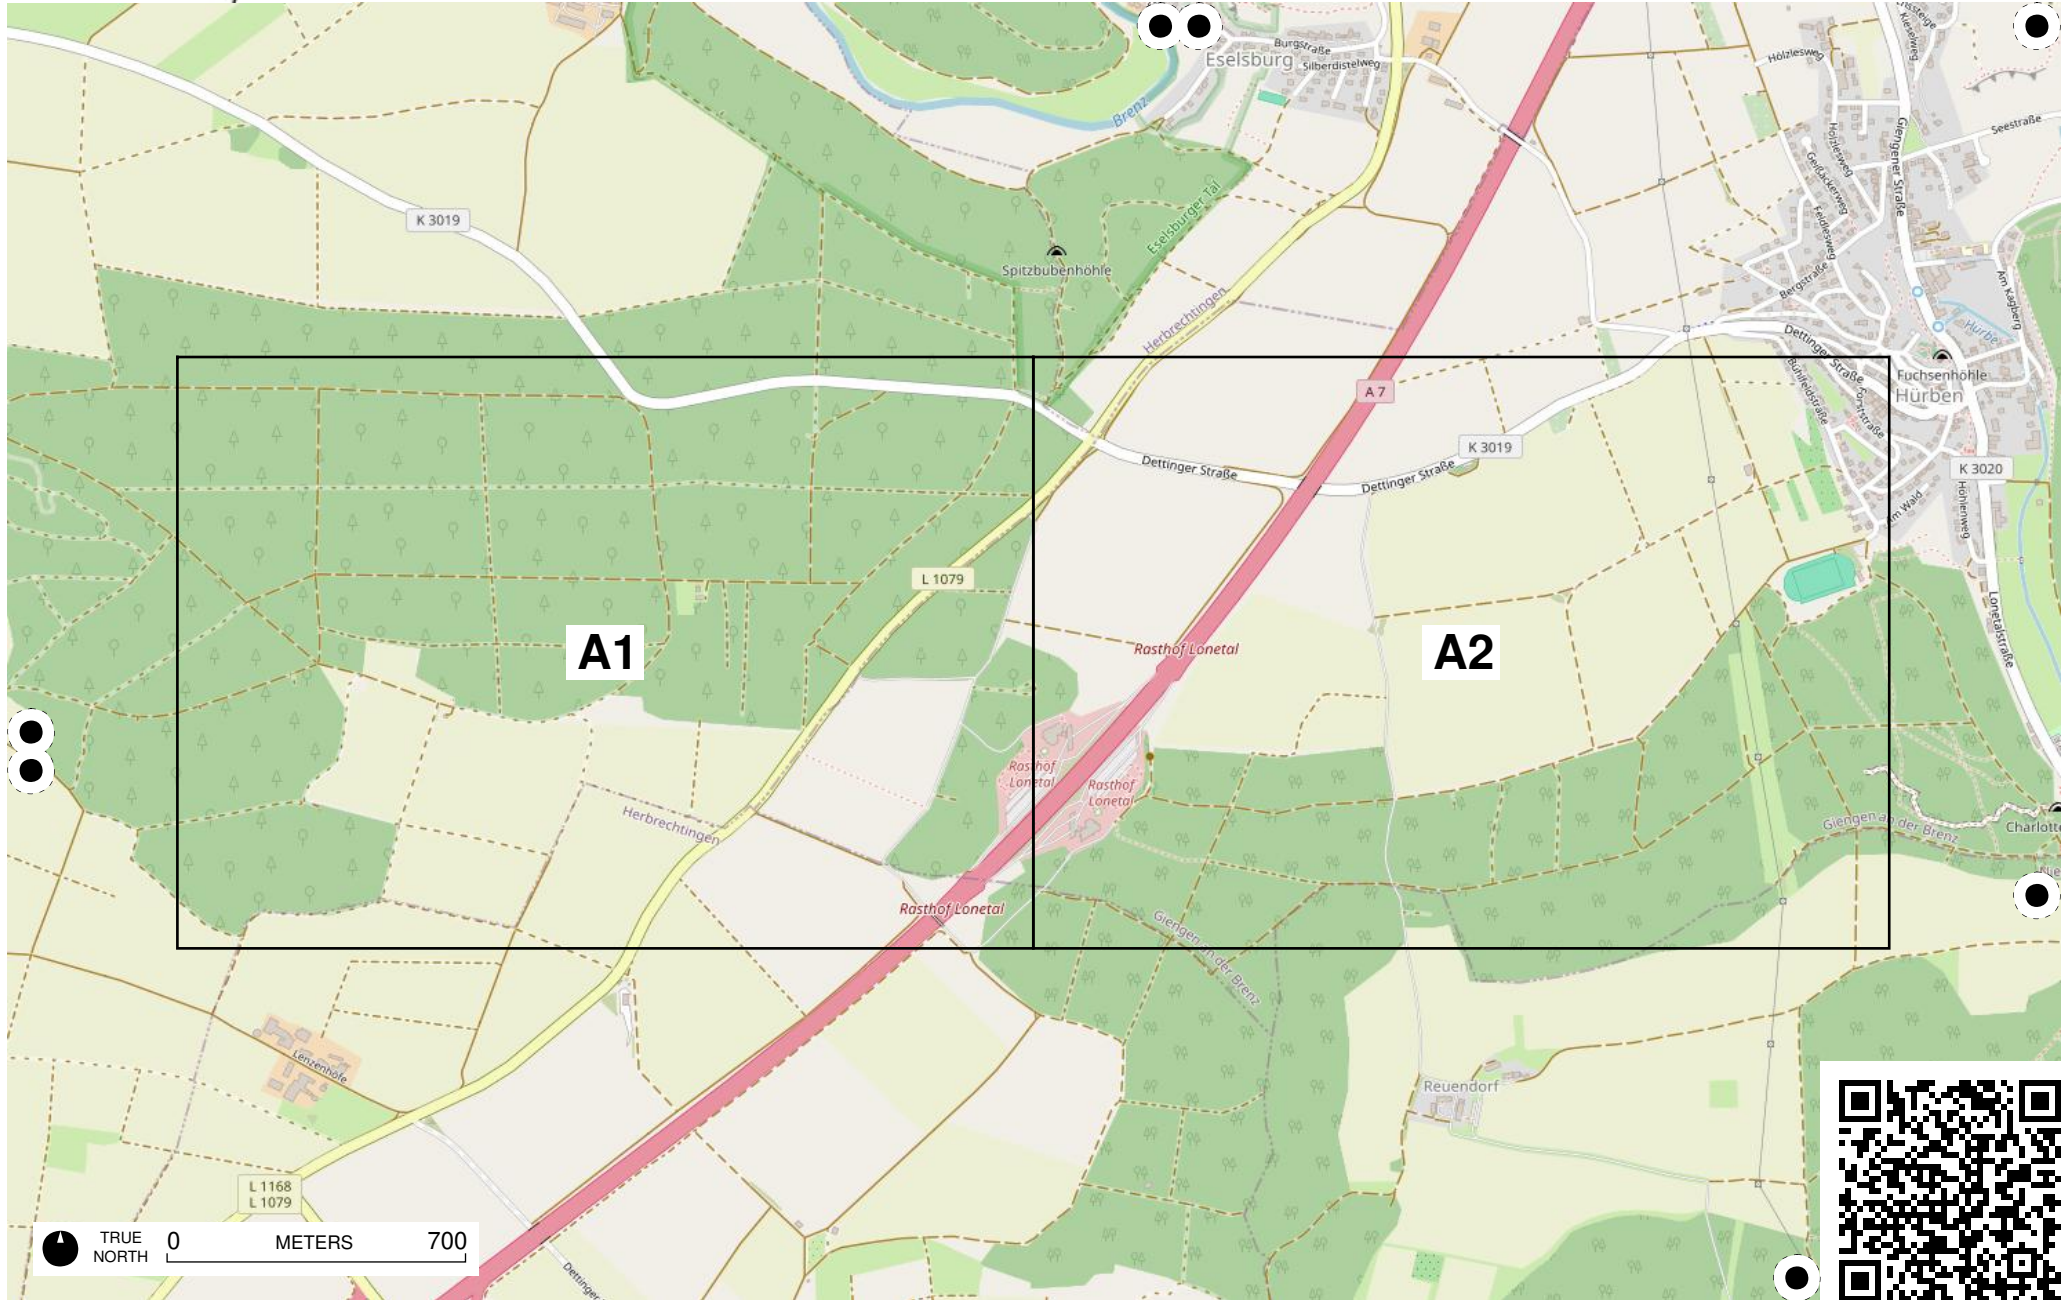 Burgstraße
Eselsburg
Silberdistelweg
Brenz
Hölzlesweg
Kieselweg
Seestraße
Giengener Straße
Hölzlesweg
Geißäckerweg
Feldlesweg
Eselsburger Tal
K 3019
Spitzbubenhöhle
Bergstraße
Am Kagberg
Herbrechtingen
Hürbe
Dettinger Straße
Fuchsenhöhle
Hürben
A 7
Bühlfeldstraße
Forststraße
K 3019
Dettinger Straße
Dettinger Straße
K 3020
Am Wald
Höhlenweg
L 1079
Lonetalstraße
A1
A2
Rasthof Lonetal
Rasthof
Lonetal
Rasthof
Lonetal
Herbrechtingen
Giengen an der Brenz
Charlotte
Rasthof Lonetal
Giengen an der Brenz
Lenzenhöfe
Reuendorf
L 1168
L 1079
TRUE
NORTH
0
METERS
700
Dettinger